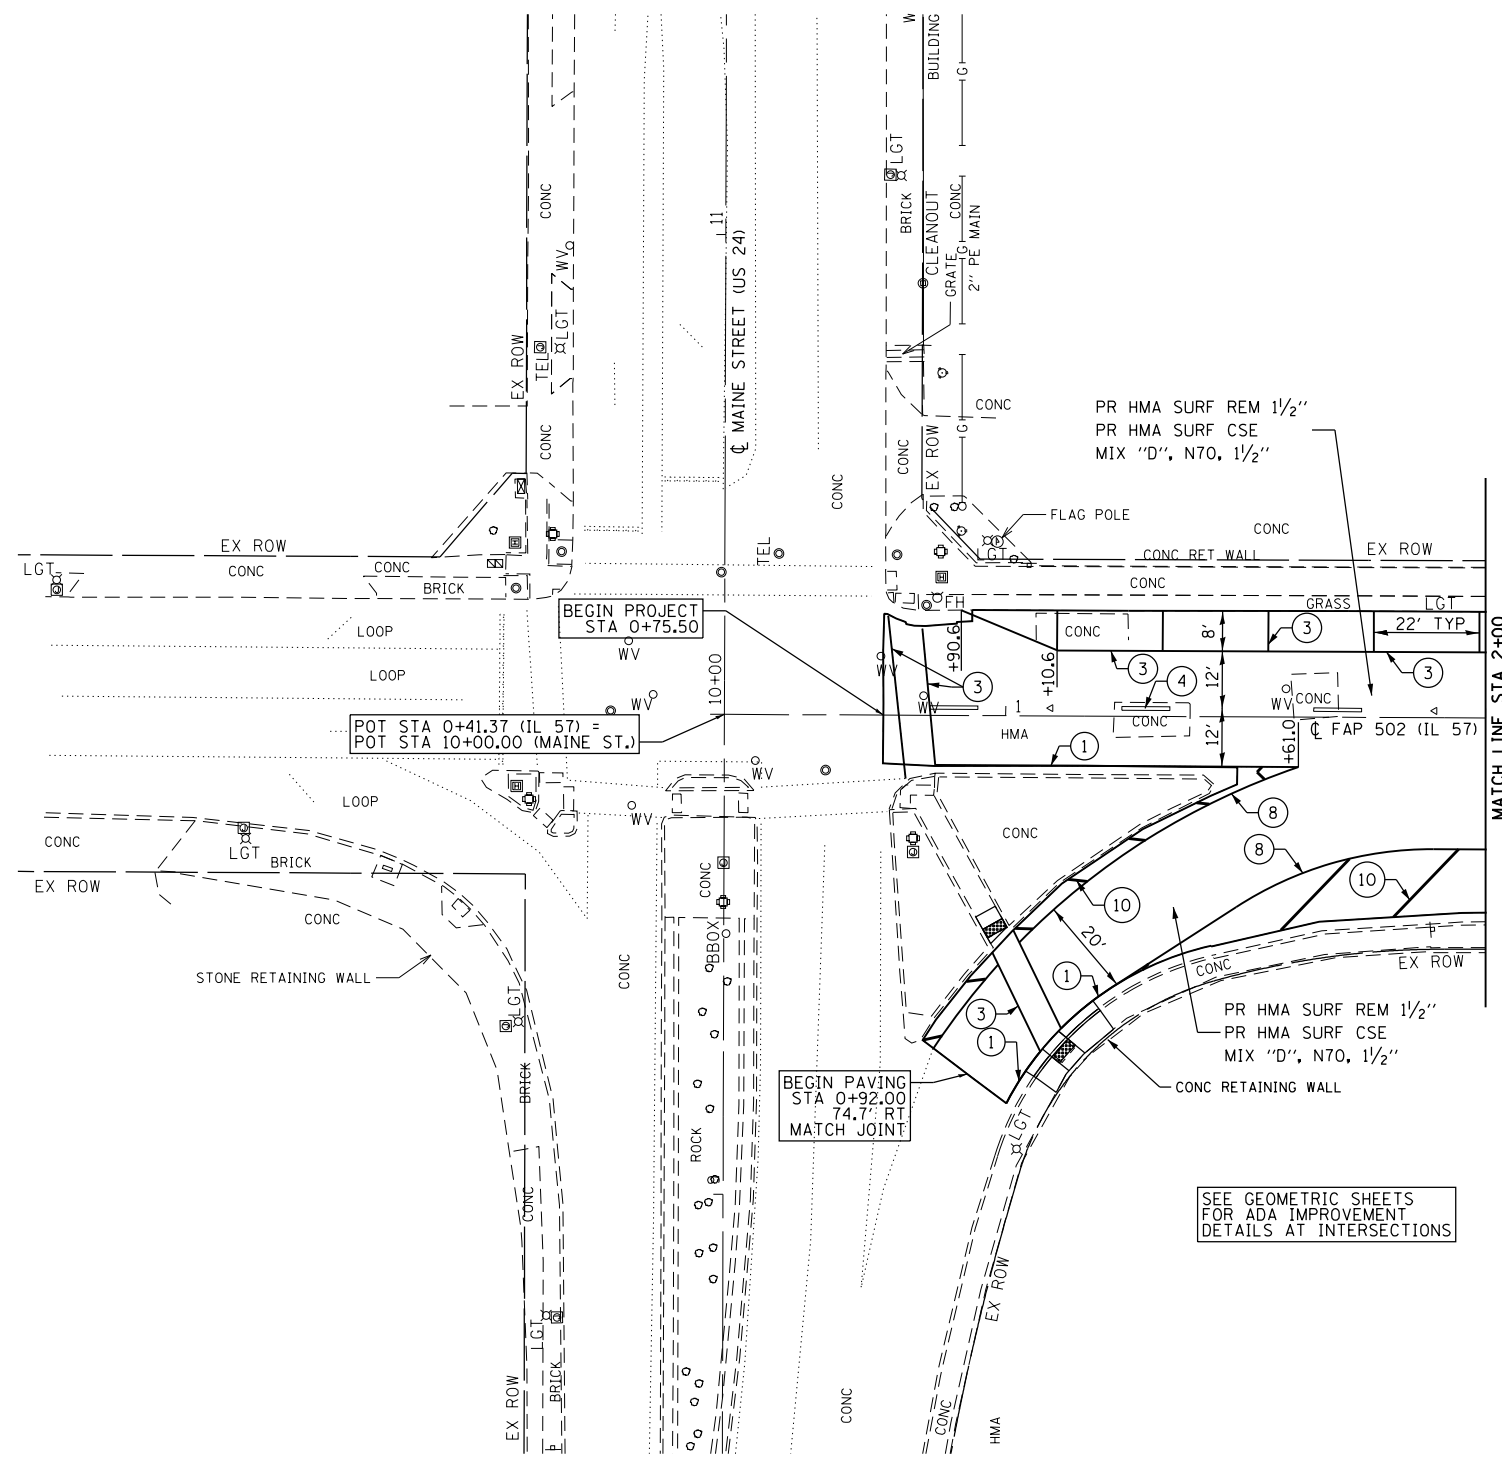 W
BUILDING
G
LGT
CONC
BRICK
CLEANOUT
CONC
G
GRATE
2" PE MAIN
CONC
WV
11
℄ MAINE STREET (US 24)
EX ROW
TEL
LGT
CONC
CONC
G
EX ROW
CONC
CONC
PR HMA SURF REM 1½"
PR HMA SURF CSE
MIX "D", N70, 1½"
FLAG POLE
CONC
TEL
LGT
CONC RET WALL
EX ROW
EX ROW
LGT
CONC
CONC
BRICK
CONC
BEGIN PROJECT
STA 0+75.50
FH
GRASS
LGT
LOOP
WV
+90.6
CONC
8'
3
22' TYP
LOOP
10+00
WV
3
+10.6
3
4
12'
3
WV
WV
WV
CONC
CONC
POT STA 0+41.37 (IL 57) =
POT STA 10+00.00 (MAINE ST.)
1
HMA
12'
+61.0
℄ FAP 502 (IL 57)
MATCH LINE STA 2+00
1
WV
LOOP
WV
8
CONC
LGT
BRICK
CONC
8
EX ROW
CONC
CONC
10
10
20'
BBOX
STONE RETAINING WALL
CONC
LGT
1
CONC
EX ROW
3
1
PR HMA SURF REM 1½"
PR HMA SURF CSE
MIX "D", N70, 1½"
BEGIN PAVING
STA 0+92.00
74.7' RT
MATCH JOINT
CONC RETAINING WALL
BRICK
ROCK
LGT
CONC
SEE GEOMETRIC SHEETS
FOR ADA IMPROVEMENT
DETAILS AT INTERSECTIONS
EX ROW
LGT
BRICK
EX ROW
CONC
CONC
HMA
P
P